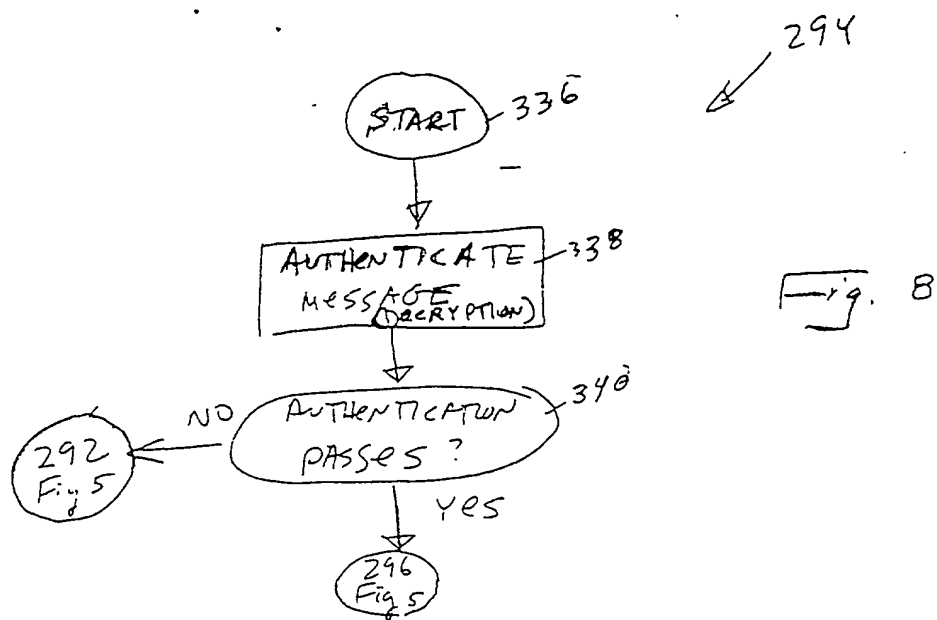 294
START
336
AUTHENTICATE
MESSAGE
(DECRYPTION)
338
Fig. 8
AUTHENTICATION
PASSES ?
340
NO
292
Fig 5
YES
296
Fig 5